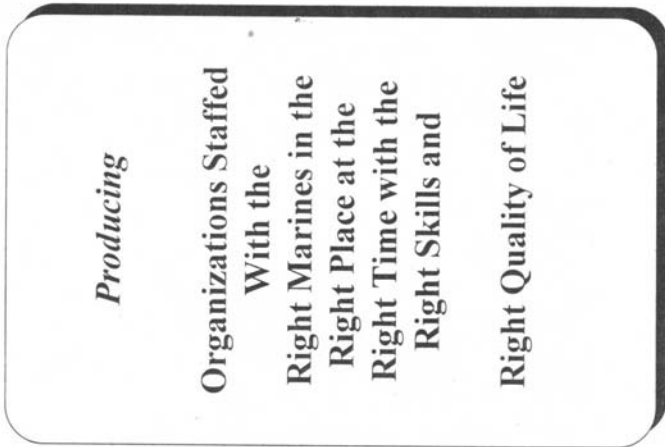 Producing
Organizations Staffed
With the
Right Marines in the
Right Place at the
Right Time with the
Right Skills and
Right Quality of Life